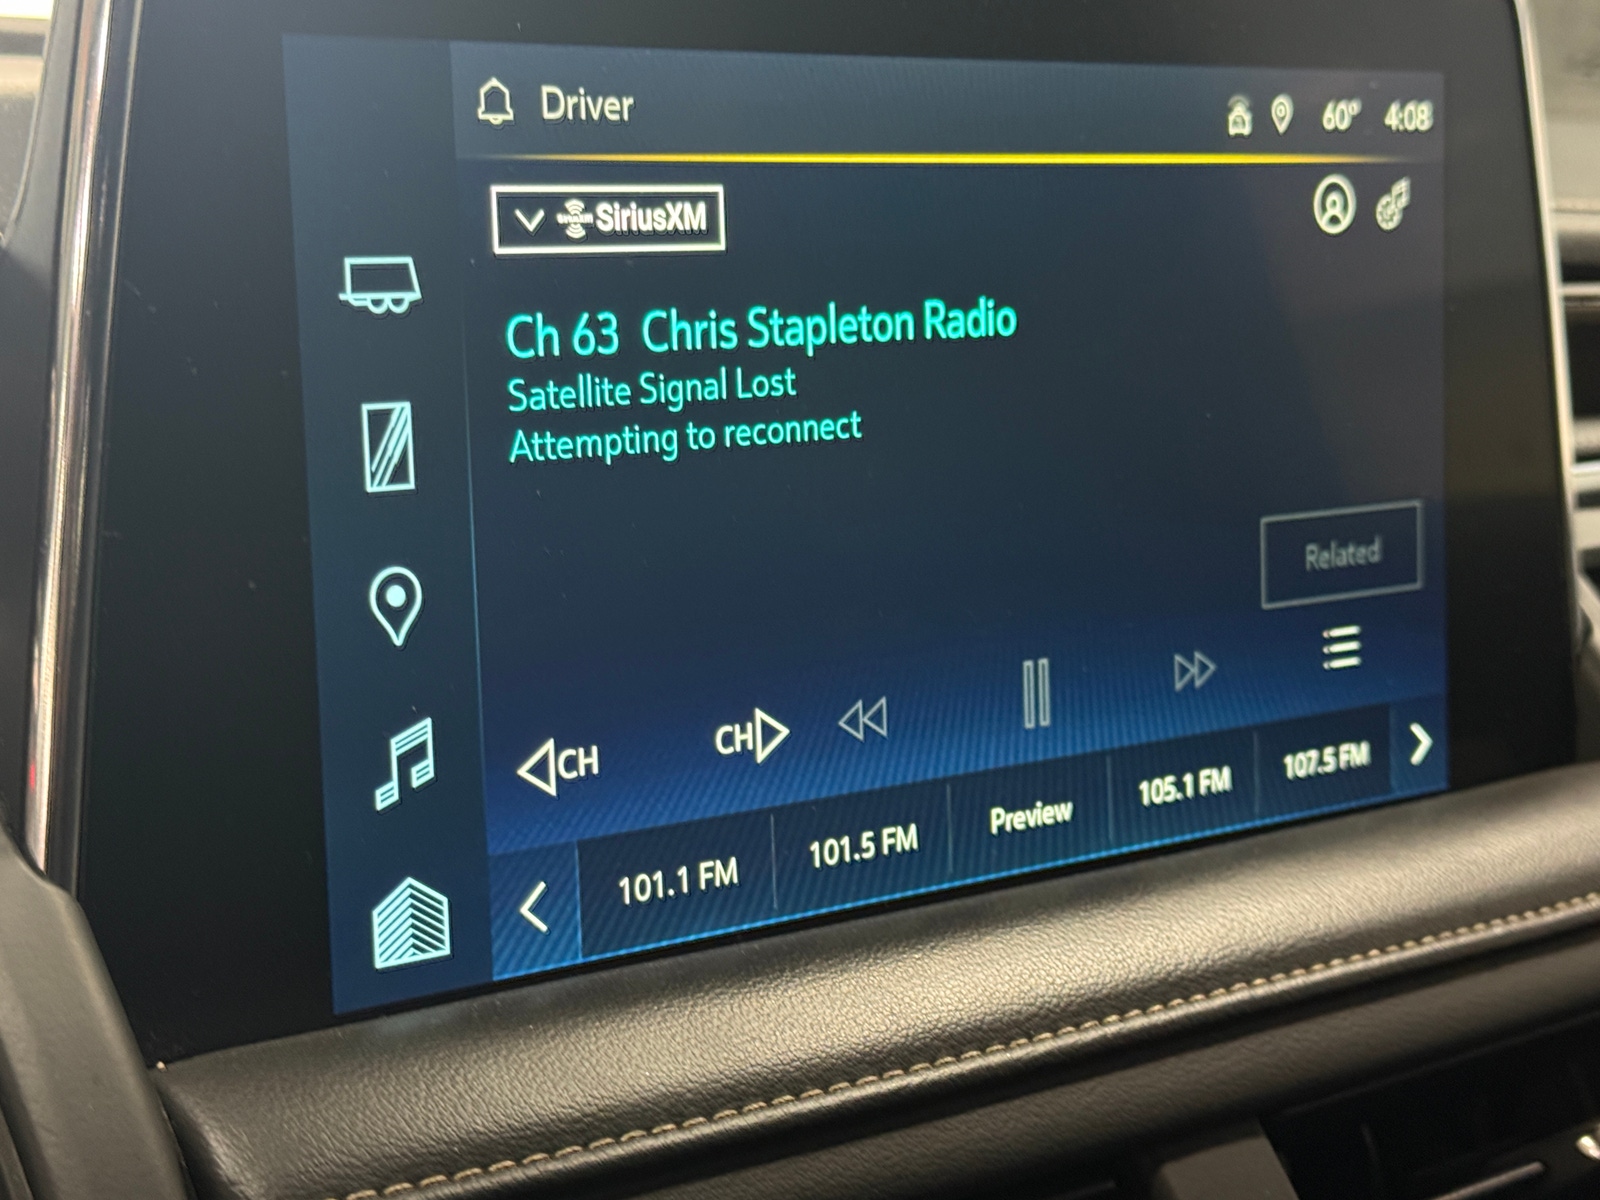 Driver
60° 4:08
SiriusXM
Ch 63 Chris Stapleton Radio
Satellite Signal Lost
Attempting to reconnect
Related
CH CH
101.1 FM 101.5 FM Preview 105.1 FM 107.5 FM